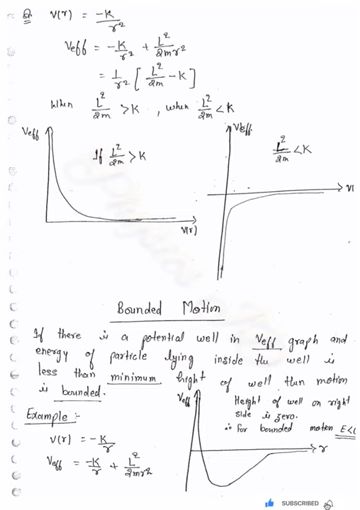 Q V(r) = -K/r²
Veff = -K/r² + L²/2mr²
= 1/r² [ L²/2m - K ]
When L²/2m > K , when L²/2m < K
Veff
If L²/2m > K
V(r)
Veff
L²/2m < K
V(
Bounded Motion
If there is a potential well in Veff graph and
energy of particle lying inside the well is
less than minimum hight of well then motion
is bounded.
Example :-
V(r) = -K/r
Veff = -K/r + L²/2mr²
Veff
Height of well on right
side is zero.
∴ For bounded motion E<
r
SUBSCRIBED